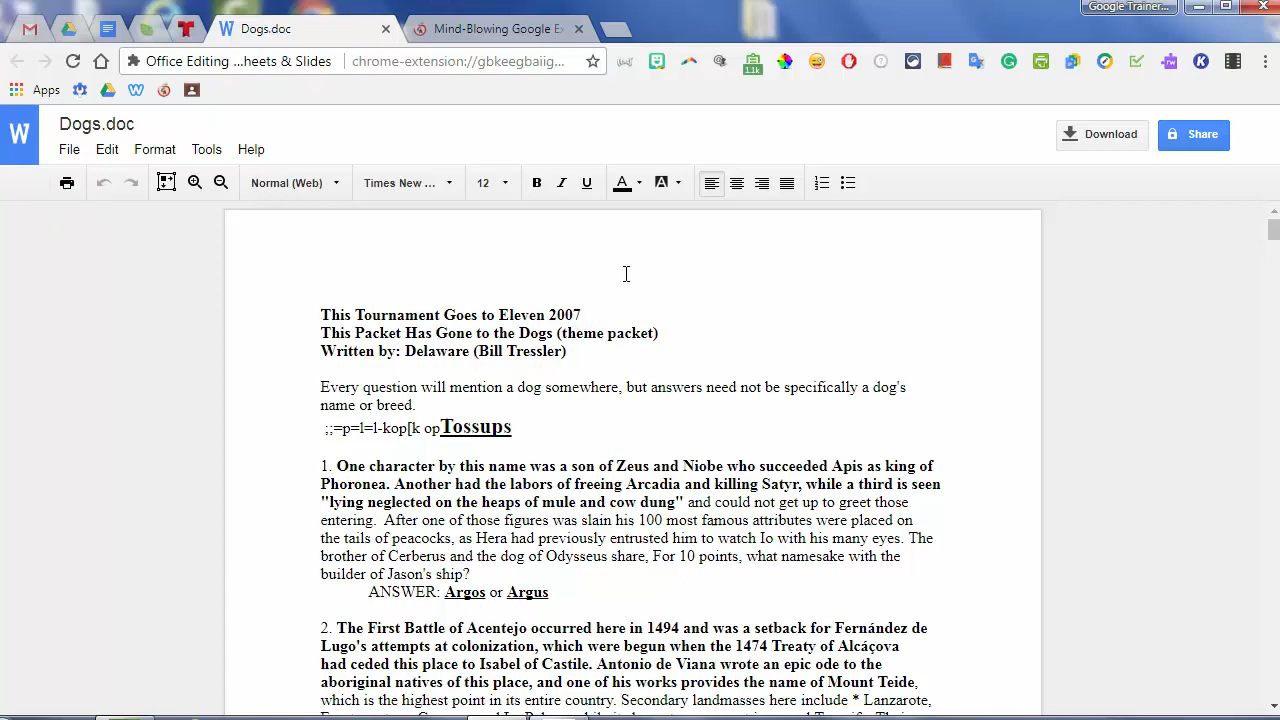 Google Trainer...
Dogs.doc
Mind-Blowing Google Ex
Office Editing ...heets & Slides
chrome-extension://gbkeegbaiig...
1.1k
Apps
Dogs.doc
File Edit Format Tools Help
Download
Share
Normal (Web)
Times New ...
12
B I U A A
This Tournament Goes to Eleven 2007
This Packet Has Gone to the Dogs (theme packet)
Written by: Delaware (Bill Tressler)
Every question will mention a dog somewhere, but answers need not be specifically a dog's
name or breed.
;;=p=l=l-kop[k opTossups
1. One character by this name was a son of Zeus and Niobe who succeeded Apis as king of
Phoronea. Another had the labors of freeing Arcadia and killing Satyr, while a third is seen
"lying neglected on the heaps of mule and cow dung" and could not get up to greet those
entering.  After one of those figures was slain his 100 most famous attributes were placed on
the tails of peacocks, as Hera had previously entrusted him to watch Io with his many eyes. The
brother of Cerberus and the dog of Odysseus share, For 10 points, what namesake with the
builder of Jason's ship?
ANSWER: Argos or Argus
2. The First Battle of Acentejo occurred here in 1494 and was a setback for Fernández de
Lugo's attempts at colonization, which were begun when the 1474 Treaty of Alcáçova
had ceded this place to Isabel of Castile. Antonio de Viana wrote an epic ode to the
aboriginal natives of this place, and one of his works provides the name of Mount Teide,
which is the highest point in its entire country. Secondary landmasses here include * Lanzarote,